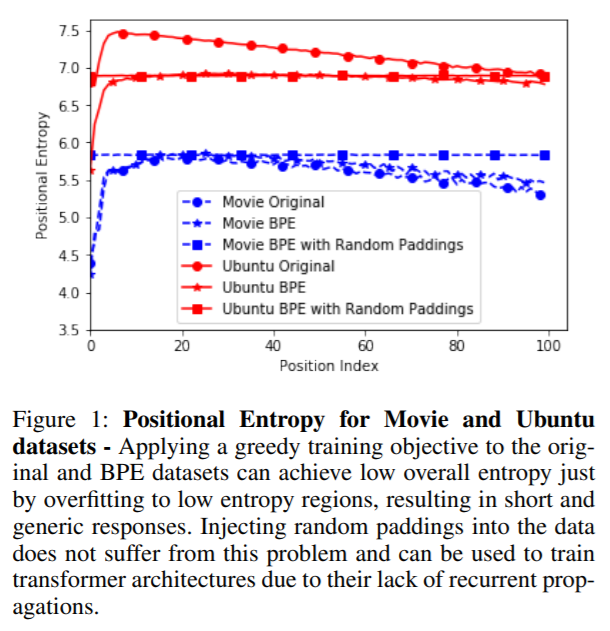 7.5
7.0
6.5
6.0
5.5
5.0
4.5
4.0
3.5
Positional Entropy
Movie Original
Movie BPE
Movie BPE with Random Paddings
Ubuntu Original
Ubuntu BPE
Ubuntu BPE with Random Paddings
0 20 40 60 80 100
Position Index
Figure 1: Positional Entropy for Movie and Ubuntu
datasets - Applying a greedy training objective to the orig-
inal and BPE datasets can achieve low overall entropy just
by overfitting to low entropy regions, resulting in short and
generic responses. Injecting random paddings into the data
does not suffer from this problem and can be used to train
transformer architectures due to their lack of recurrent prop-
agations.